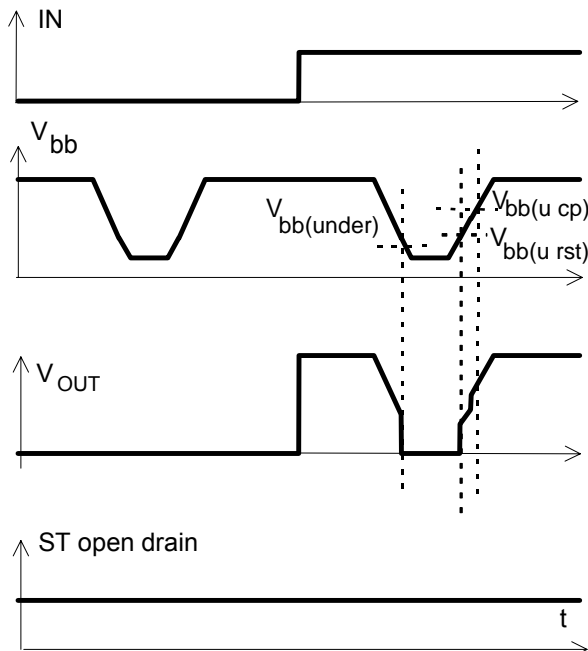 IN
V bb
V bb(under)
V bb(u cp)
V bb(u rst)
V OUT
ST open drain
t